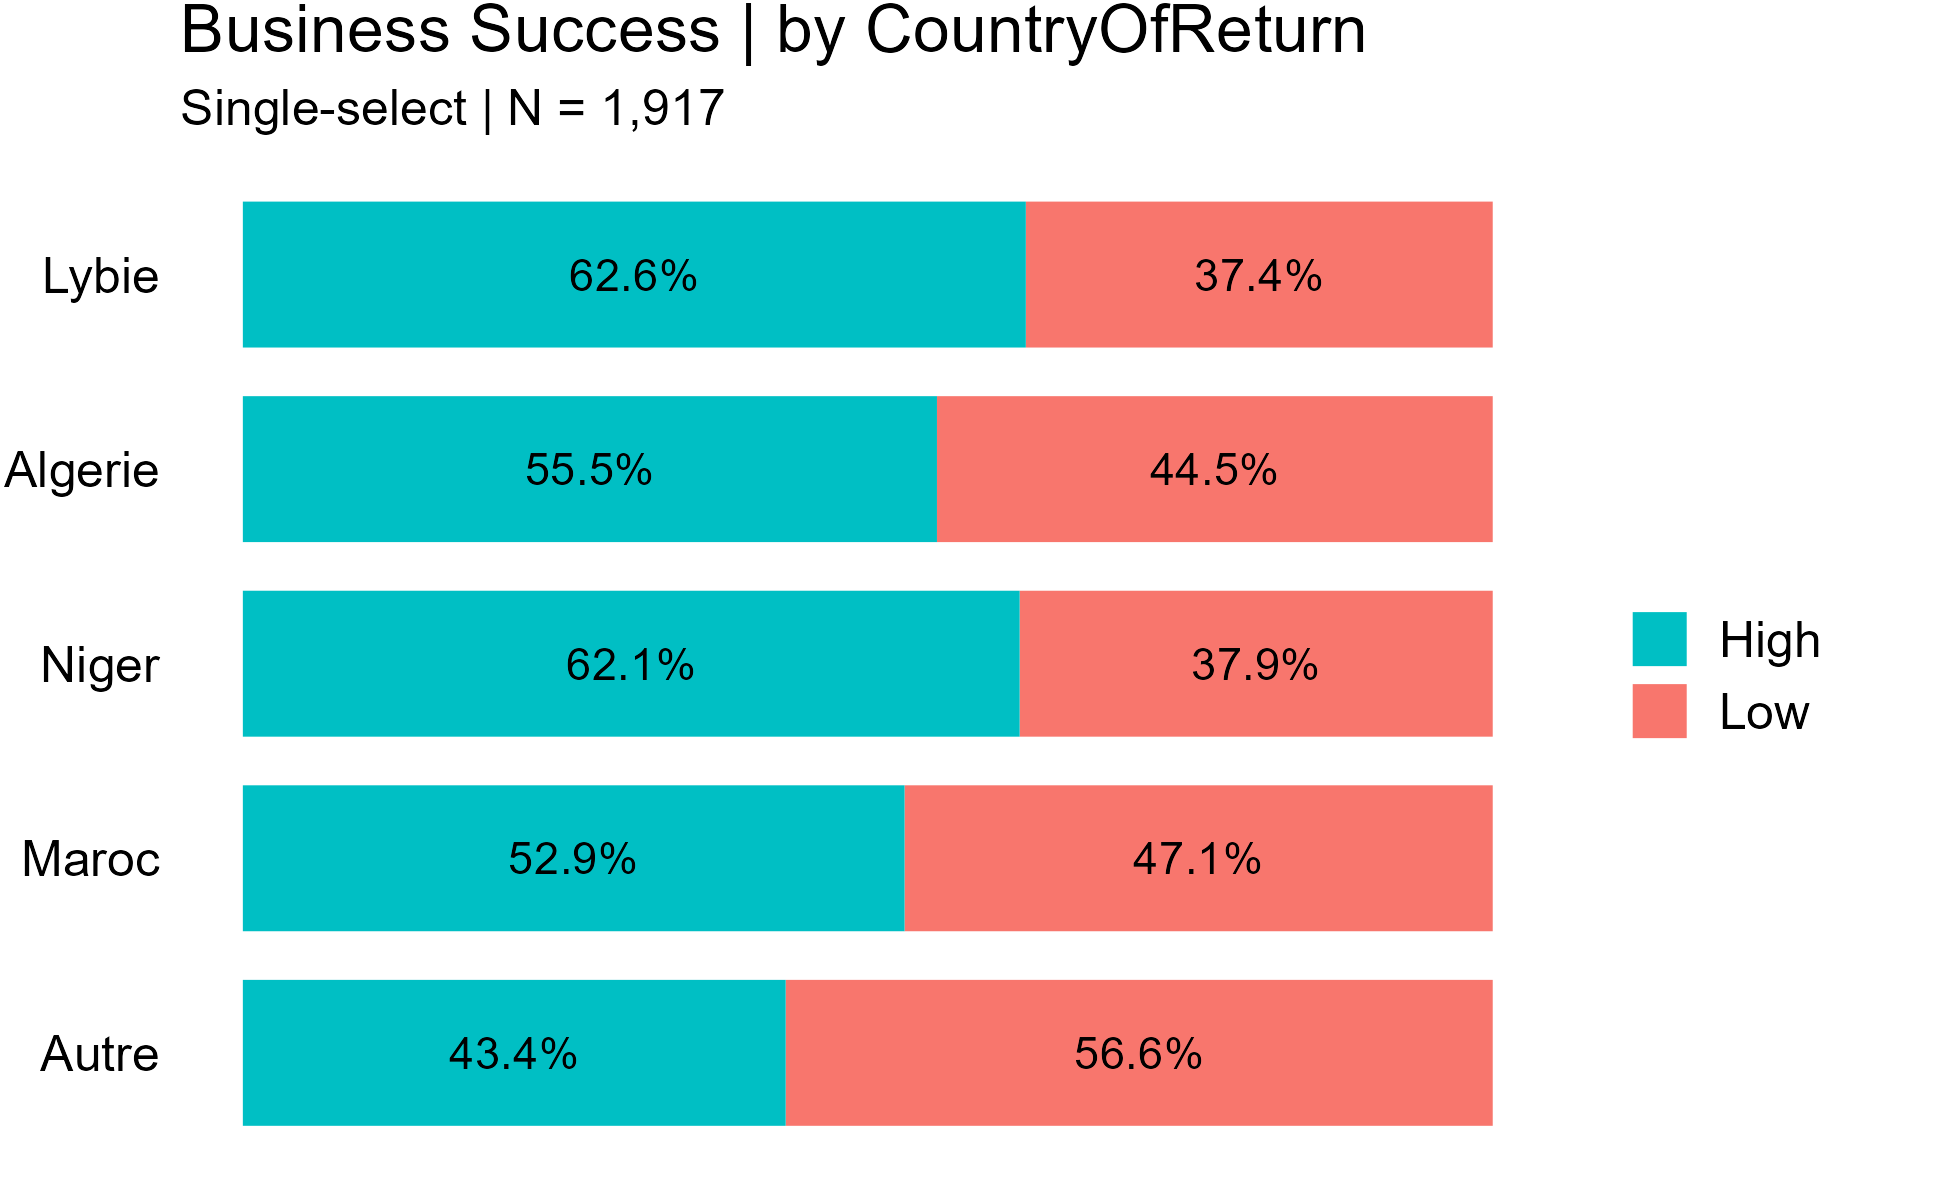 Business Success | by CountryOfReturn
Single-select | N = 1,917
Lybie 62.6% 37.4%
Algerie 55.5% 44.5%
Niger 62.1% 37.9%
High
Low
Maroc 52.9% 47.1%
Autre 43.4% 56.6%